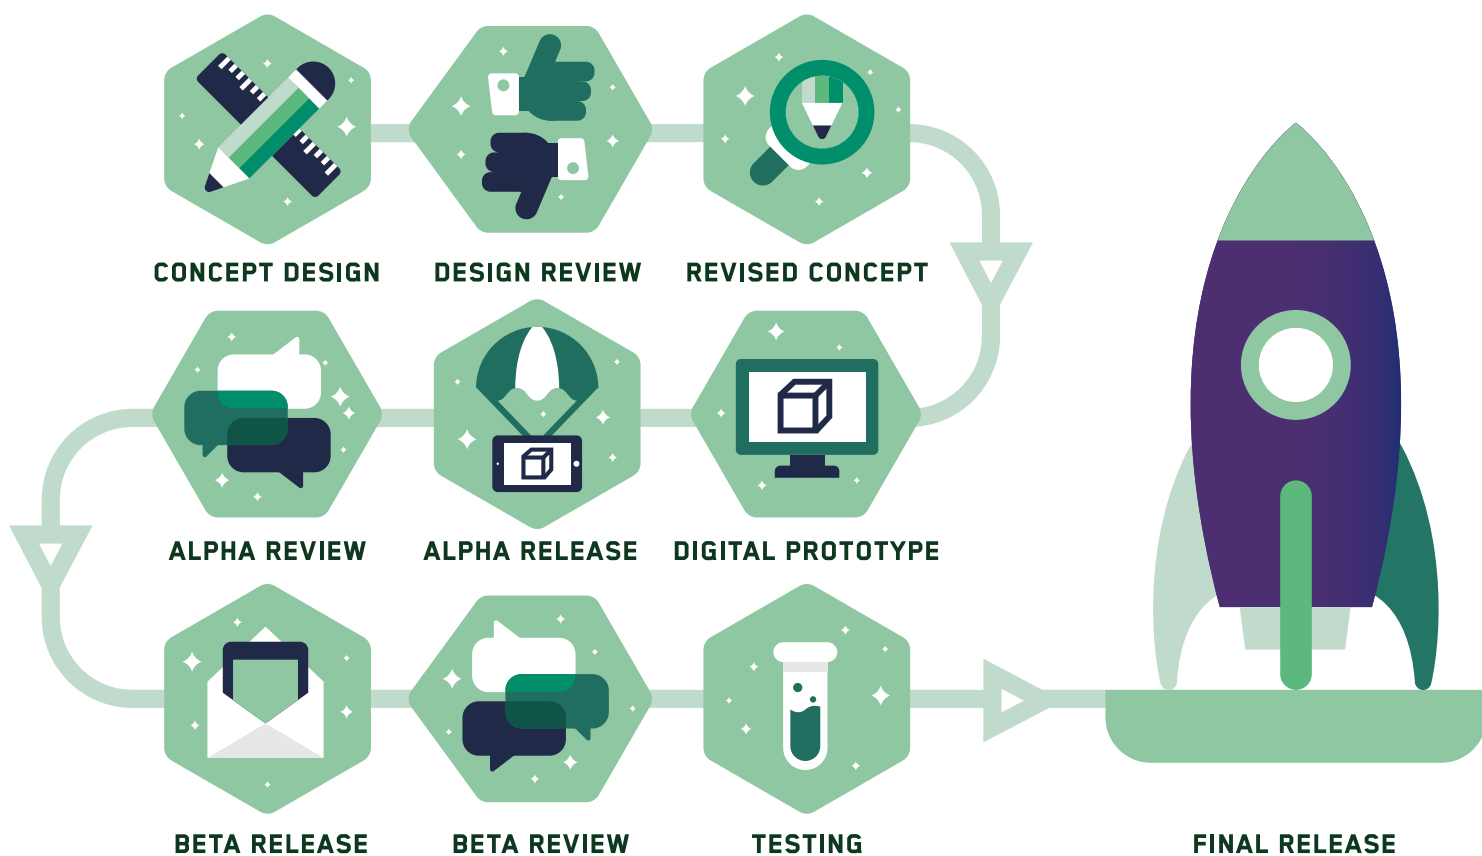 CONCEPT DESIGN
DESIGN REVIEW
REVISED CONCEPT
ALPHA REVIEW
ALPHA RELEASE
DIGITAL PROTOTYPE
BETA RELEASE
BETA REVIEW
TESTING
FINAL RELEASE